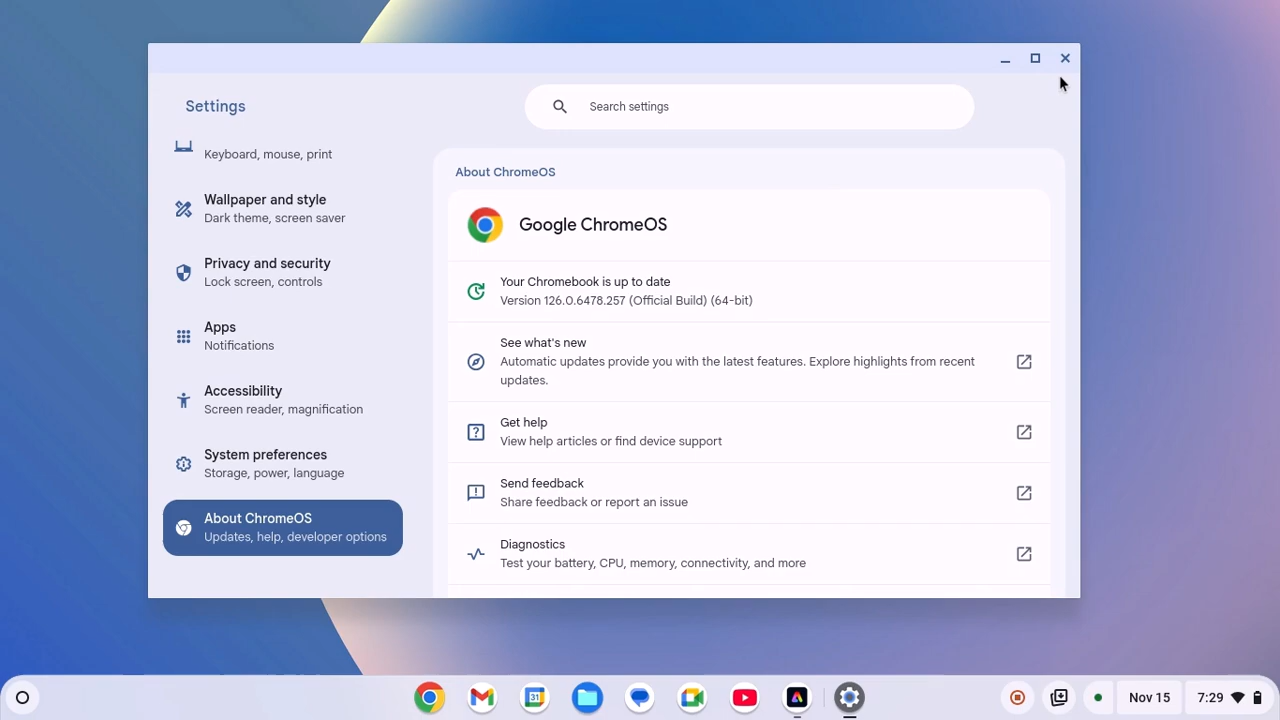 Settings
Search settings
Keyboard, mouse, print
Wallpaper and style
Dark theme, screen saver
Privacy and security
Lock screen, controls
Apps
Notifications
Accessibility
Screen reader, magnification
System preferences
Storage, power, language
About ChromeOS
Updates, help, developer options
About ChromeOS
Google ChromeOS
Your Chromebook is up to date
Version 126.0.6478.257 (Official Build) (64-bit)
See what's new
Automatic updates provide you with the latest features. Explore highlights from recent
updates.
Get help
View help articles or find device support
Send feedback
Share feedback or report an issue
Diagnostics
Test your battery, CPU, memory, connectivity, and more
31
Nov 15
7:29